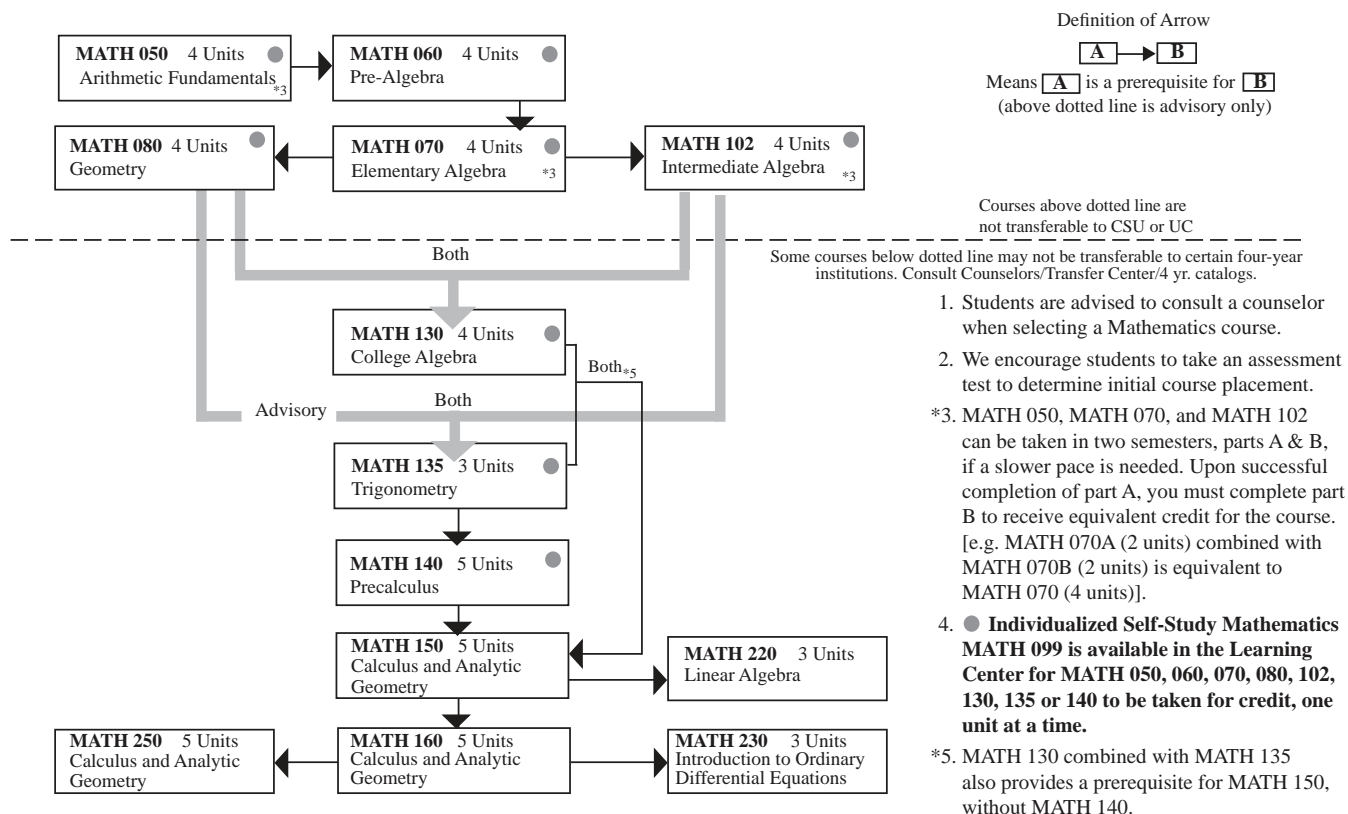 MATH 050 4 Units
Arithmetic Fundamentals
*3
MATH 060 4 Units
Pre-Algebra
Definition of Arrow
A B
Means A is a prerequisite for B
(above dotted line is advisory only)
MATH 080 4 Units
Geometry
MATH 070 4 Units
Elementary Algebra
*3
MATH 102 4 Units
Intermediate Algebra
*3
Courses above dotted line are
not transferable to CSU or UC
Both
Some courses below dotted line may not be transferable to certain four-year
institutions. Consult Counselors/Transfer Center/4 yr. catalogs.
MATH 130 4 Units
College Algebra
Both*5
Advisory
Both
MATH 135 3 Units
Trigonometry
MATH 140 5 Units
Precalculus
MATH 150 5 Units
Calculus and Analytic
Geometry
MATH 220 3 Units
Linear Algebra
MATH 250 5 Units
Calculus and Analytic
Geometry
MATH 160 5 Units
Calculus and Analytic
Geometry
MATH 230 3 Units
Introduction to Ordinary
Differential Equations
1. Students are advised to consult a counselor
when selecting a Mathematics course.
2. We encourage students to take an assessment
test to determine initial course placement.
*3. MATH 050, MATH 070, and MATH 102
can be taken in two semesters, parts A & B,
if a slower pace is needed. Upon successful
completion of part A, you must complete part
B to receive equivalent credit for the course.
[e.g. MATH 070A (2 units) combined with
MATH 070B (2 units) is equivalent to
MATH 070 (4 units)].
4. Individualized Self-Study Mathematics
MATH 099 is available in the Learning
Center for MATH 050, 060, 070, 080, 102,
130, 135 or 140 to be taken for credit, one
unit at a time.
*5. MATH 130 combined with MATH 135
also provides a prerequisite for MATH 150,
without MATH 140.